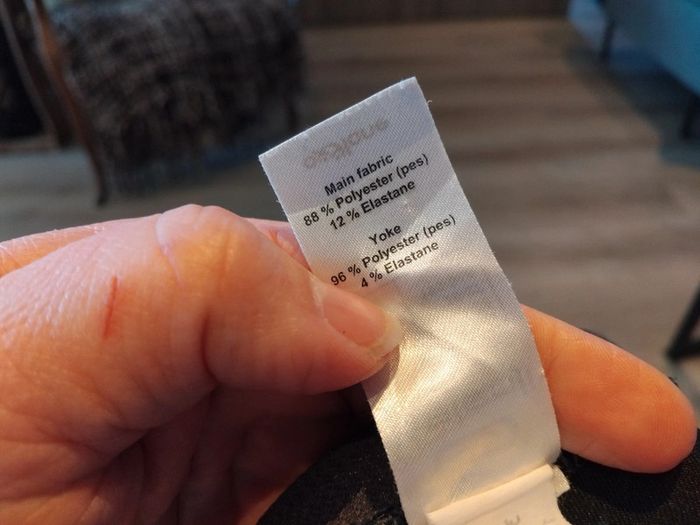 Main fabric
88 % Polyester (pes)
12 % Elastane
Yoke
96 % Polyester (pes)
4 % Elastane